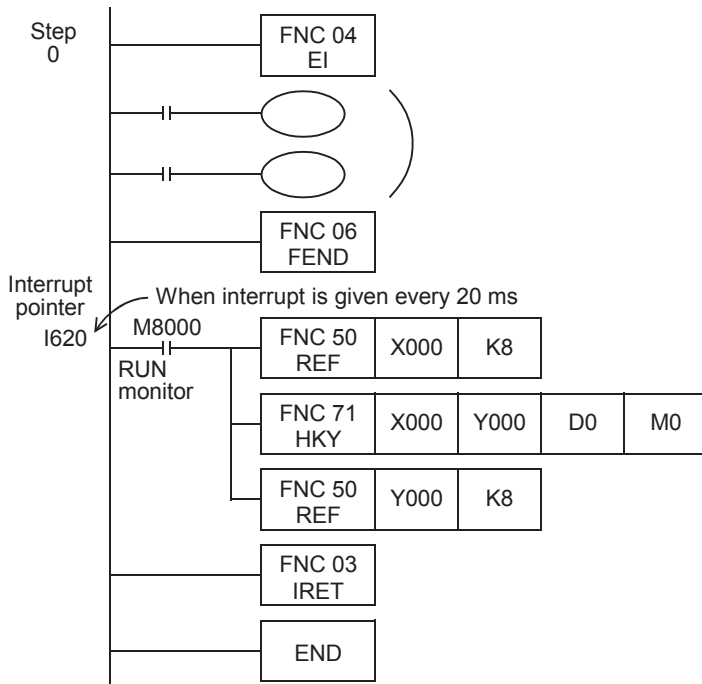 Step
0
FNC 04
EI
FNC 06
FEND
Interrupt
pointer
I620
When interrupt is given every 20 ms
M8000
RUN
monitor
FNC 50
REF
X000
K8
FNC 71
HKY
X000
Y000
D0
M0
FNC 50
REF
Y000
K8
FNC 03
IRET
END